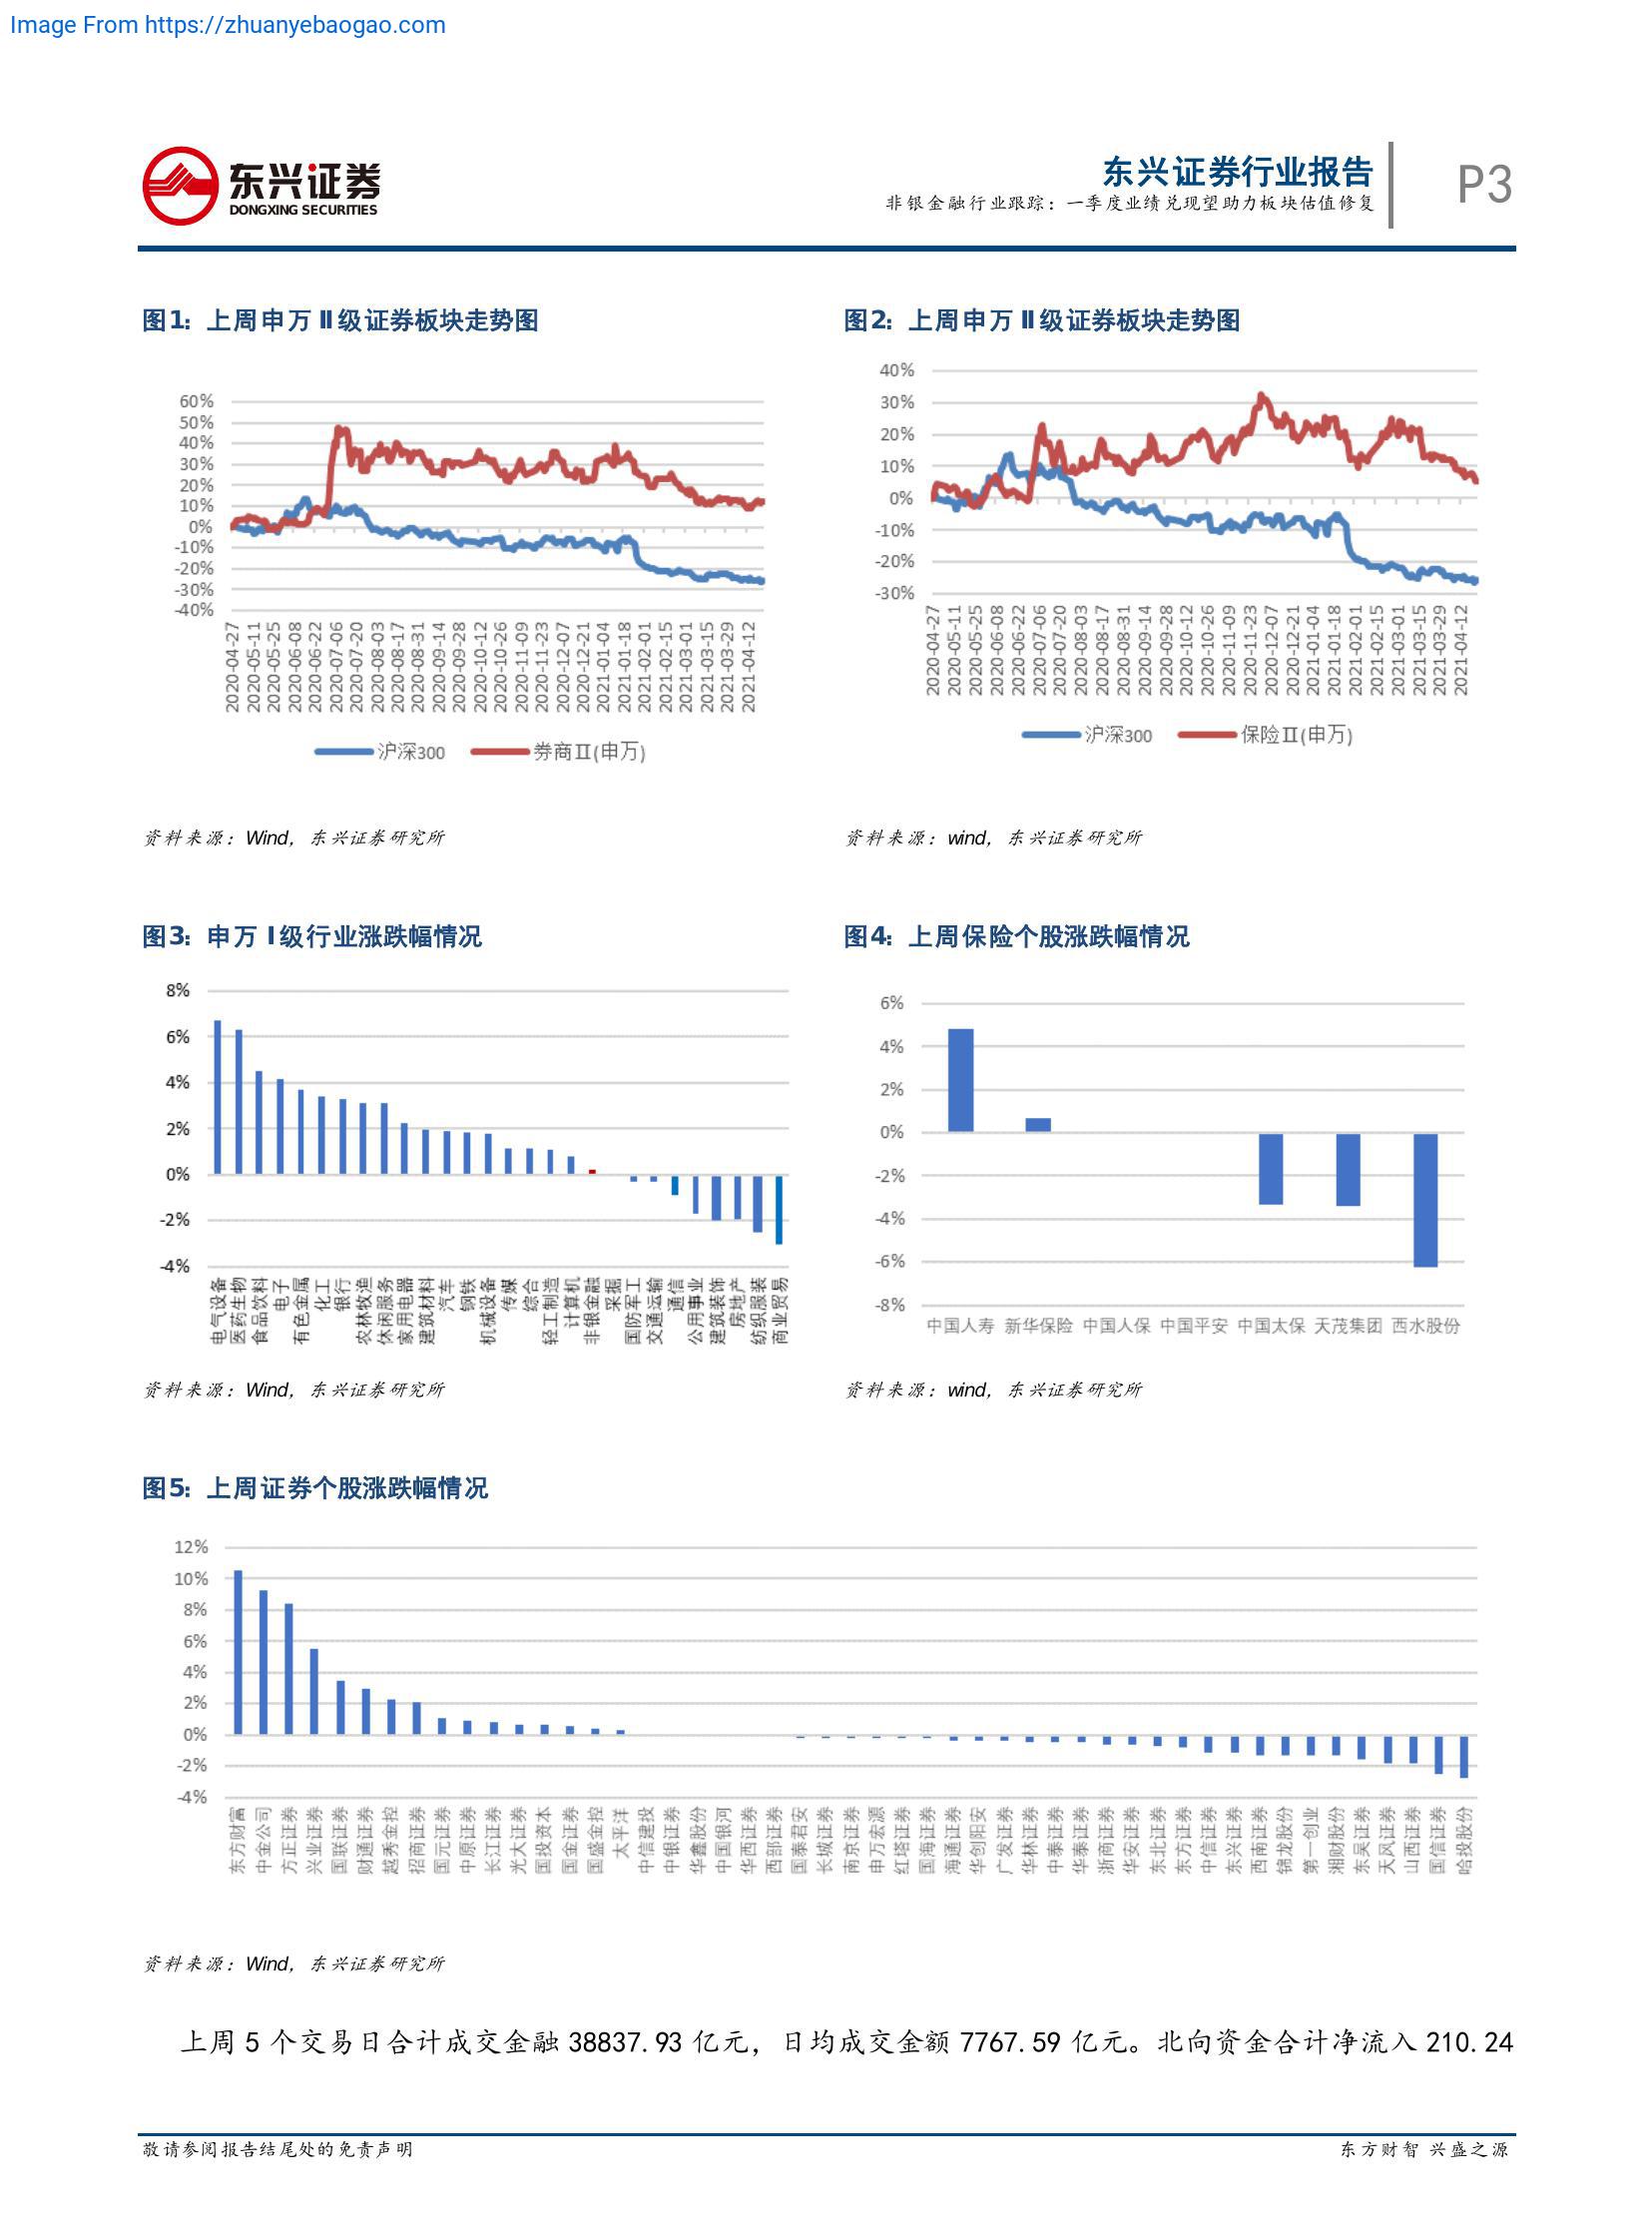 Image From https://zhuanyebaogao.com
东兴证券
DONGXING SECURITIES
东兴证券行业报告
非银金融行业跟踪：一季度业绩兑现望助力板块估值修复
P3
图1：上周申万 Ⅱ 级证券板块走势图
60%
50%
40%
30%
20%
10%
0%
-10%
-20%
-30%
-40%
2020-04-27
2020-05-11
2020-05-25
2020-06-08
2020-06-22
2020-07-06
2020-07-20
2020-08-03
2020-08-17
2020-08-31
2020-09-14
2020-09-28
2020-10-12
2020-10-26
2020-11-09
2020-11-23
2020-12-07
2020-12-21
2021-01-04
2021-01-18
2021-02-01
2021-02-15
2021-03-01
2021-03-15
2021-03-29
2021-04-12
沪深300 券商Ⅱ(申万)
资料来源：Wind，东兴证券研究所
图2：上周申万 Ⅱ 级证券板块走势图
40%
30%
20%
10%
0%
-10%
-20%
-30%
2020-04-27
2020-05-11
2020-05-25
2020-06-08
2020-06-22
2020-07-06
2020-07-20
2020-08-03
2020-08-17
2020-08-31
2020-09-14
2020-09-28
2020-10-12
2020-10-26
2020-11-09
2020-11-23
2020-12-07
2020-12-21
2021-01-04
2021-01-18
2021-02-01
2021-02-15
2021-03-01
2021-03-15
2021-03-29
2021-04-12
沪深300 保险Ⅱ(申万)
资料来源：wind，东兴证券研究所
图3：申万 Ⅰ 级行业涨跌幅情况
8%
6%
4%
2%
0%
-2%
-4%
电气设备
医药生物
食品饮料
电子
有色金属
化工
银行
农林牧渔
休闲服务
家用电器
建筑材料
汽车
钢铁
机械设备
传媒
综合
轻工制造
计算机
非银金融
采掘
国防军工
交通运输
通信
公用事业
建筑装饰
房地产
纺织服装
商业贸易
资料来源：Wind，东兴证券研究所
图4：上周保险个股涨跌幅情况
6%
4%
2%
0%
-2%
-4%
-6%
-8%
中国人寿 新华保险 中国人保 中国平安 中国太保 天茂集团 西水股份
资料来源：wind，东兴证券研究所
图5：上周证券个股涨跌幅情况
12%
10%
8%
6%
4%
2%
0%
-2%
-4%
东方财富
中金公司
方正证券
兴业证券
国联证券
财通证券
越秀金控
招商证券
国元证券
中原证券
长江证券
光大证券
国投资本
国金证券
国盛金控
太平洋
中信建投
中银证券
华鑫股份
中国银河
华西证券
西部证券
国泰君安
长城证券
南京证券
申万宏源
红塔证券
国海证券
海通证券
华创阳安
广发证券
华林证券
中泰证券
华泰证券
浙商证券
华安证券
东北证券
东方证券
中信证券
东兴证券
西南证券
锦龙股份
第一创业
湘财股份
东吴证券
天风证券
山西证券
国信证券
哈投股份
资料来源：Wind，东兴证券研究所
上周 5 个交易日合计成交金融 38837.93 亿元，日均成交金额 7767.59 亿元。北向资金合计净流入 210.24
敬请参阅报告结尾处的免责声明
东方财智 兴盛之源